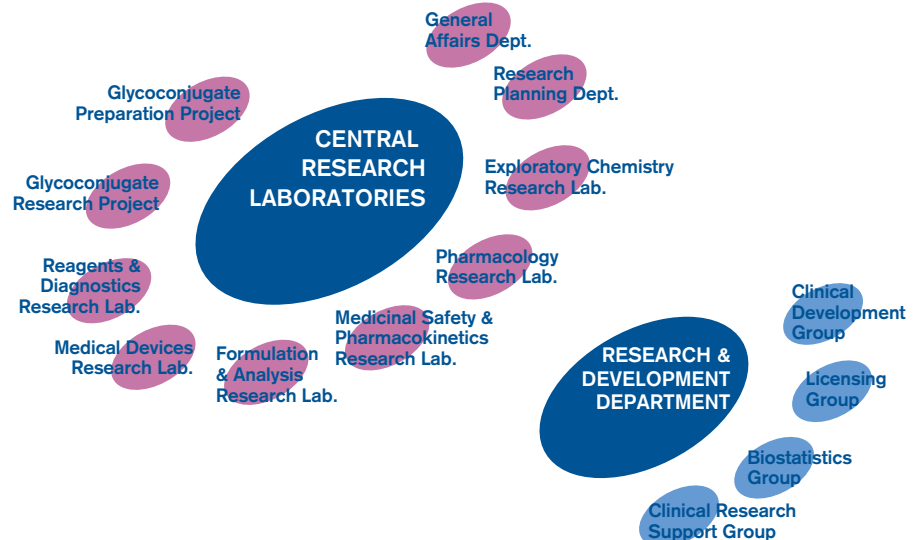 General
Affairs Dept.
Research
Planning Dept.
Glycoconjugate
Preparation Project
CENTRAL
RESEARCH
LABORATORIES
Exploratory Chemistry
Research Lab.
Glycoconjugate
Research Project
Pharmacology
Research Lab.
Reagents &
Diagnostics
Research Lab.
Medicinal Safety &
Pharmacokinetics
Research Lab.
Medical Devices
Research Lab.
Formulation
& Analysis
Research Lab.
Clinical
Development
Group
RESEARCH &
DEVELOPMENT
DEPARTMENT
Licensing
Group
Biostatistics
Group
Clinical Research
Support Group